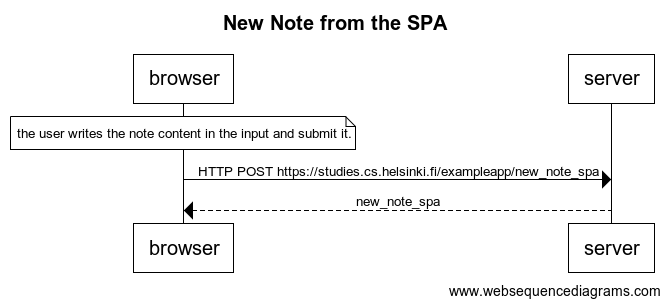 New Note from the SPA
browser
server
the user writes the note content in the input and submit it.
HTTP POST https://studies.cs.helsinki.fi/exampleapp/new_note_spa
new_note_spa
browser
server
www.websequencediagrams.com